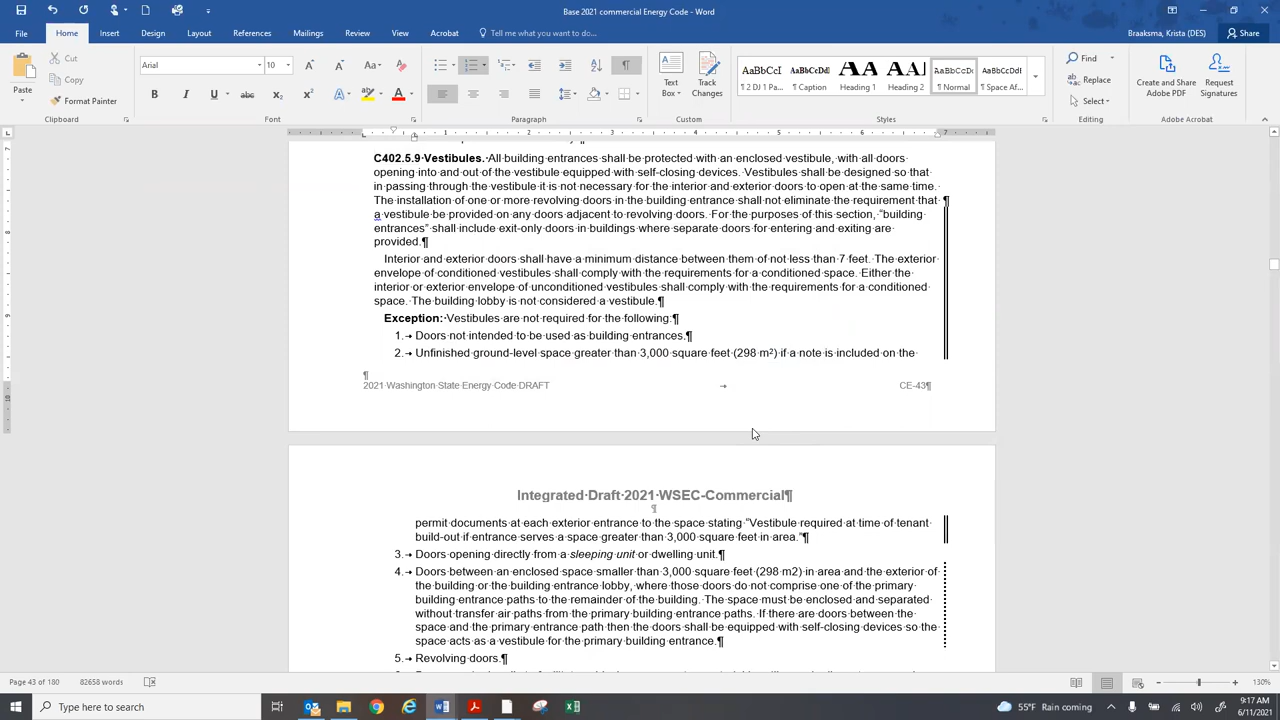 Base 2021 commercial Energy Code - Word
File Home Insert Draw Design Layout References Mailings Review View Acrobat Tell me what you want to do... Braaksma, Krista (DES) Share
Paste Cut Copy Format Painter Clipboard
Arial 10 Font
Paragraph
Text Box Track Changes Custom
AaBbCcI ¶ 2 DJ 1 Pa... AaBbCcDdI ¶ Caption AaB Heading 1 AaB Heading 2 AaBbCcDc ¶ Normal AaBbCcDc ¶ Space Af... Styles
Find Replace Select Editing
Create and Share Adobe PDF Request Signatures Adobe Acrobat
C402.5.9 Vestibules. All building entrances shall be protected with an enclosed vestibule, with all doors
opening into and out of the vestibule equipped with self-closing devices. Vestibules shall be designed so that
in passing through the vestibule it is not necessary for the interior and exterior doors to open at the same time.
The installation of one or more revolving doors in the building entrance shall not eliminate the requirement that ¶
a vestibule be provided on any doors adjacent to revolving doors. For the purposes of this section, “building
entrances” shall include exit-only doors in buildings where separate doors for entering and exiting are
provided.¶
Interior and exterior doors shall have a minimum distance between them of not less than 7 feet. The exterior
envelope of conditioned vestibules shall comply with the requirements for a conditioned space. Either the
interior or exterior envelope of unconditioned vestibules shall comply with the requirements for a conditioned
space. The building lobby is not considered a vestibule.¶
Exception: Vestibules are not required for the following:¶
1.→ Doors not intended to be used as building entrances.¶
2.→ Unfinished ground-level space greater than 3,000 square feet (298 m²) if a note is included on the
¶
2021 Washington State Energy Code DRAFT → CE-43¶
Integrated Draft 2021 WSEC-Commercial¶
¶
permit documents at each exterior entrance to the space stating “Vestibule required at time of tenant
build-out if entrance serves a space greater than 3,000 square feet in area.”¶
3.→ Doors opening directly from a sleeping unit or dwelling unit.¶
4.→ Doors between an enclosed space smaller than 3,000 square feet (298 m2) in area and the exterior of
the building or the building entrance lobby, where those doors do not comprise one of the primary
building entrance paths to the remainder of the building. The space must be enclosed and separated
without transfer air paths from the primary building entrance paths. If there are doors between the
space and the primary entrance path then the doors shall be equipped with self-closing devices so the
space acts as a vestibule for the primary building entrance.¶
5.→ Revolving doors.¶
Page 43 of 180 82658 words 130%
Type here to search 55°F Rain coming 9:17 AM
6/11/2021